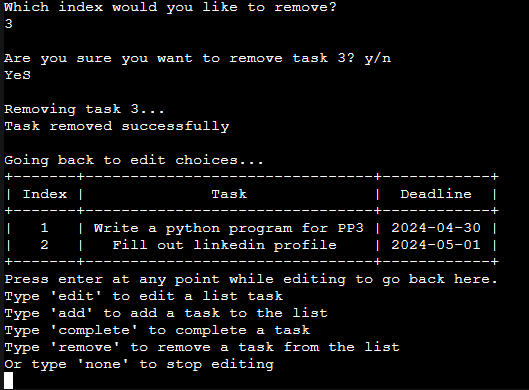 Which index would you like to remove?
3
Are you sure you want to remove task 3? y/n
YeS
Removing task 3...
Task removed successfully
Going back to edit choices...
+-------+--------------------------------+------------+
| Index |              Task              |  Deadline  |
+-------+--------------------------------+------------+
|   1   | Write a python program for PP3 | 2024-04-30 |
|   2   |   Fill out linkedin profile    | 2024-05-01 |
+-------+--------------------------------+------------+
Press enter at any point while editing to go back here.
Type 'edit' to edit a list task
Type 'add' to add a task to the list
Type 'complete' to complete a task
Type 'remove' to remove a task from the list
Or type 'none' to stop editing